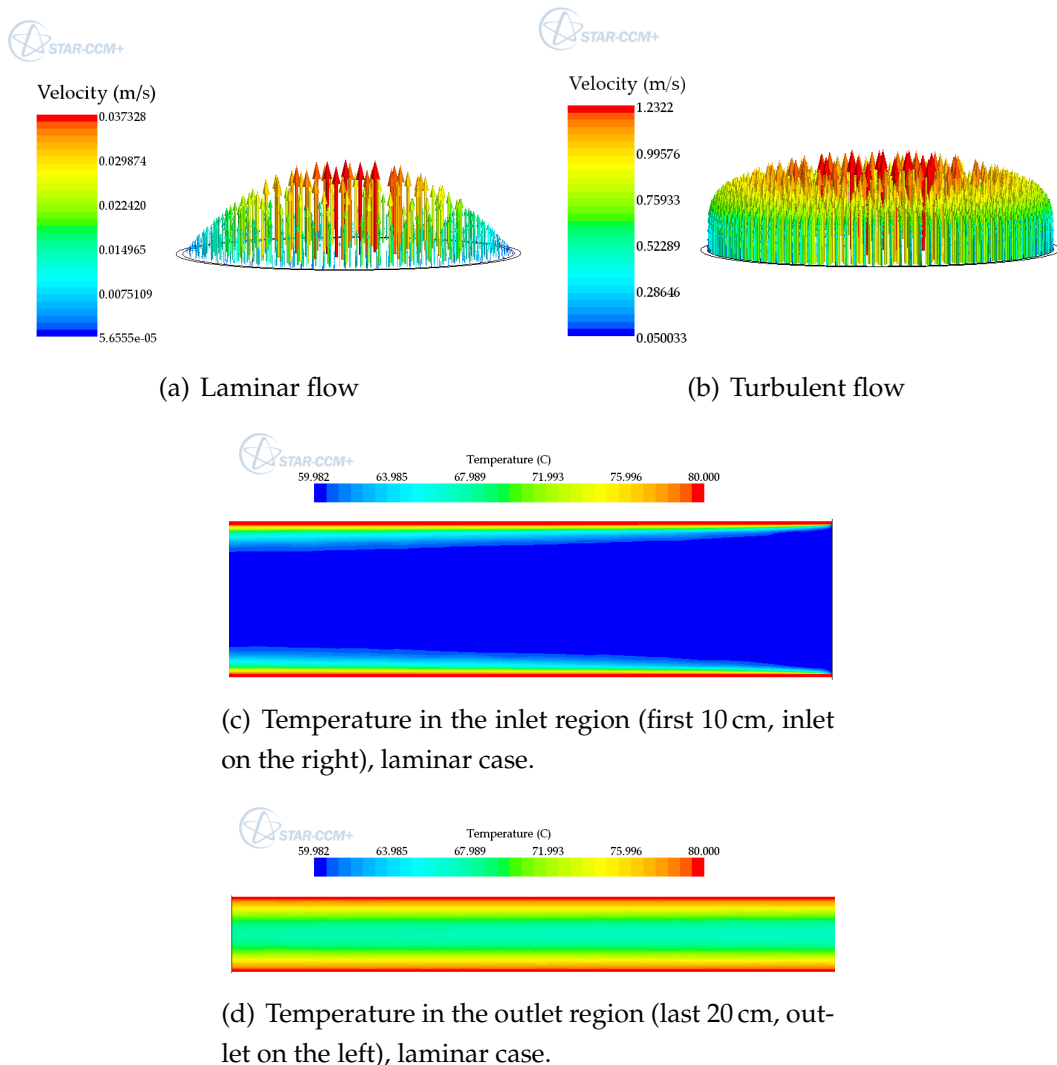 STAR-CCM+
Velocity (m/s)
0.037328
0.029874
0.022420
0.014965
0.0075109
5.6555e-05
(a) Laminar flow
STAR-CCM+
Velocity (m/s)
1.2322
0.99576
0.75933
0.52289
0.28646
0.050033
(b) Turbulent flow
STAR-CCM+
Temperature (C)
59.982 63.985 67.989 71.993 75.996 80.000
(c) Temperature in the inlet region (first 10 cm, inlet
on the right), laminar case.
STAR-CCM+
Temperature (C)
59.982 63.985 67.989 71.993 75.996 80.000
(d) Temperature in the outlet region (last 20 cm, out-
let on the left), laminar case.